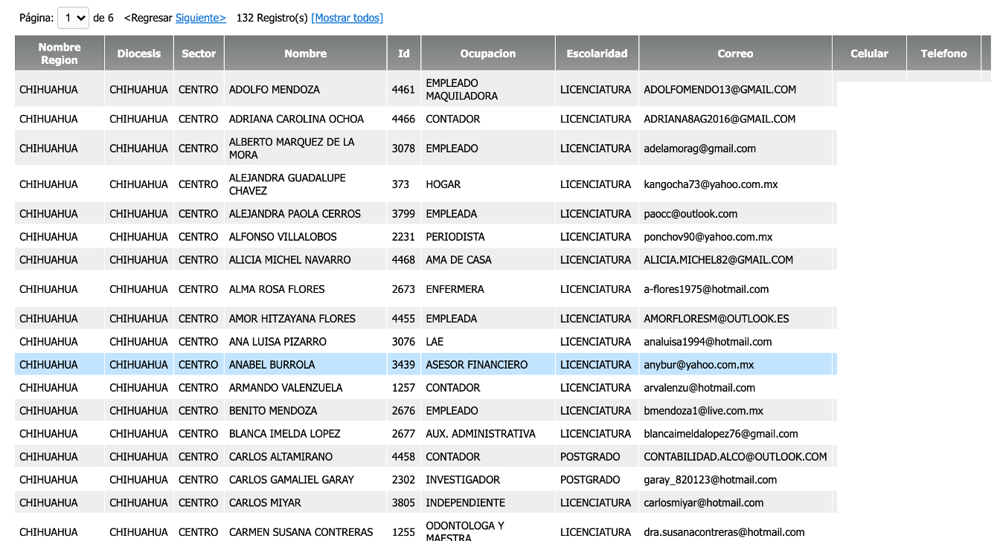 Página: 1 de 6 <Regresar Siguiente> 132 Registro(s) [Mostrar todos]
Nombre Region Diocesis Sector Nombre Id Ocupacion Escolaridad Correo Celular Telefono
CHIHUAHUA CHIHUAHUA CENTRO ADOLFO MENDOZA 4461 EMPLEADO MAQUILADORA LICENCIATURA ADOLFOMENDO13@GMAIL.COM
CHIHUAHUA CHIHUAHUA CENTRO ADRIANA CAROLINA OCHOA 4466 CONTADOR LICENCIATURA ADRIANA8AG2016@GMAIL.COM
CHIHUAHUA CHIHUAHUA CENTRO ALBERTO MARQUEZ DE LA MORA 3078 EMPLEADO LICENCIATURA adelamorag@gmail.com
CHIHUAHUA CHIHUAHUA CENTRO ALEJANDRA GUADALUPE CHAVEZ 373 HOGAR LICENCIATURA kangocha73@yahoo.com.mx
CHIHUAHUA CHIHUAHUA CENTRO ALEJANDRA PAOLA CERROS 3799 EMPLEADA LICENCIATURA paocc@outlook.com
CHIHUAHUA CHIHUAHUA CENTRO ALFONSO VILLALOBOS 2231 PERIODISTA LICENCIATURA ponchov90@yahoo.com.mx
CHIHUAHUA CHIHUAHUA CENTRO ALICIA MICHEL NAVARRO 4468 AMA DE CASA LICENCIATURA ALICIA.MICHEL82@GMAIL.COM
CHIHUAHUA CHIHUAHUA CENTRO ALMA ROSA FLORES 2673 ENFERMERA LICENCIATURA a-flores1975@hotmail.com
CHIHUAHUA CHIHUAHUA CENTRO AMOR HITZAYANA FLORES 4455 EMPLEADA LICENCIATURA AMORFLORESM@OUTLOOK.ES
CHIHUAHUA CHIHUAHUA CENTRO ANA LUISA PIZARRO 3076 LAE LICENCIATURA analuisa1994@hotmail.com
CHIHUAHUA CHIHUAHUA CENTRO ANABEL BURROLA 3439 ASESOR FINANCIERO LICENCIATURA anybur@yahoo.com.mx
CHIHUAHUA CHIHUAHUA CENTRO ARMANDO VALENZUELA 1257 CONTADOR LICENCIATURA arvalenzu@hotmail.com
CHIHUAHUA CHIHUAHUA CENTRO BENITO MENDOZA 2676 EMPLEADO LICENCIATURA bmendoza1@live.com.mx
CHIHUAHUA CHIHUAHUA CENTRO BLANCA IMELDA LOPEZ 2677 AUX. ADMINISTRATIVA LICENCIATURA blancaimeldalopez76@gmail.com
CHIHUAHUA CHIHUAHUA CENTRO CARLOS ALTAMIRANO 4458 CONTADOR POSTGRADO CONTABILIDAD.ALCO@OUTLOOK.COM
CHIHUAHUA CHIHUAHUA CENTRO CARLOS GAMALIEL GARAY 2302 INVESTIGADOR POSTGRADO garay_820123@hotmail.com
CHIHUAHUA CHIHUAHUA CENTRO CARLOS MIYAR 3805 INDEPENDIENTE LICENCIATURA carlosmiyar@hotmail.com
CHIHUAHUA CHIHUAHUA CENTRO CARMEN SUSANA CONTRERAS 1255 ODONTOLOGA Y MAESTRA LICENCIATURA dra.susanacontreras@hotmail.com